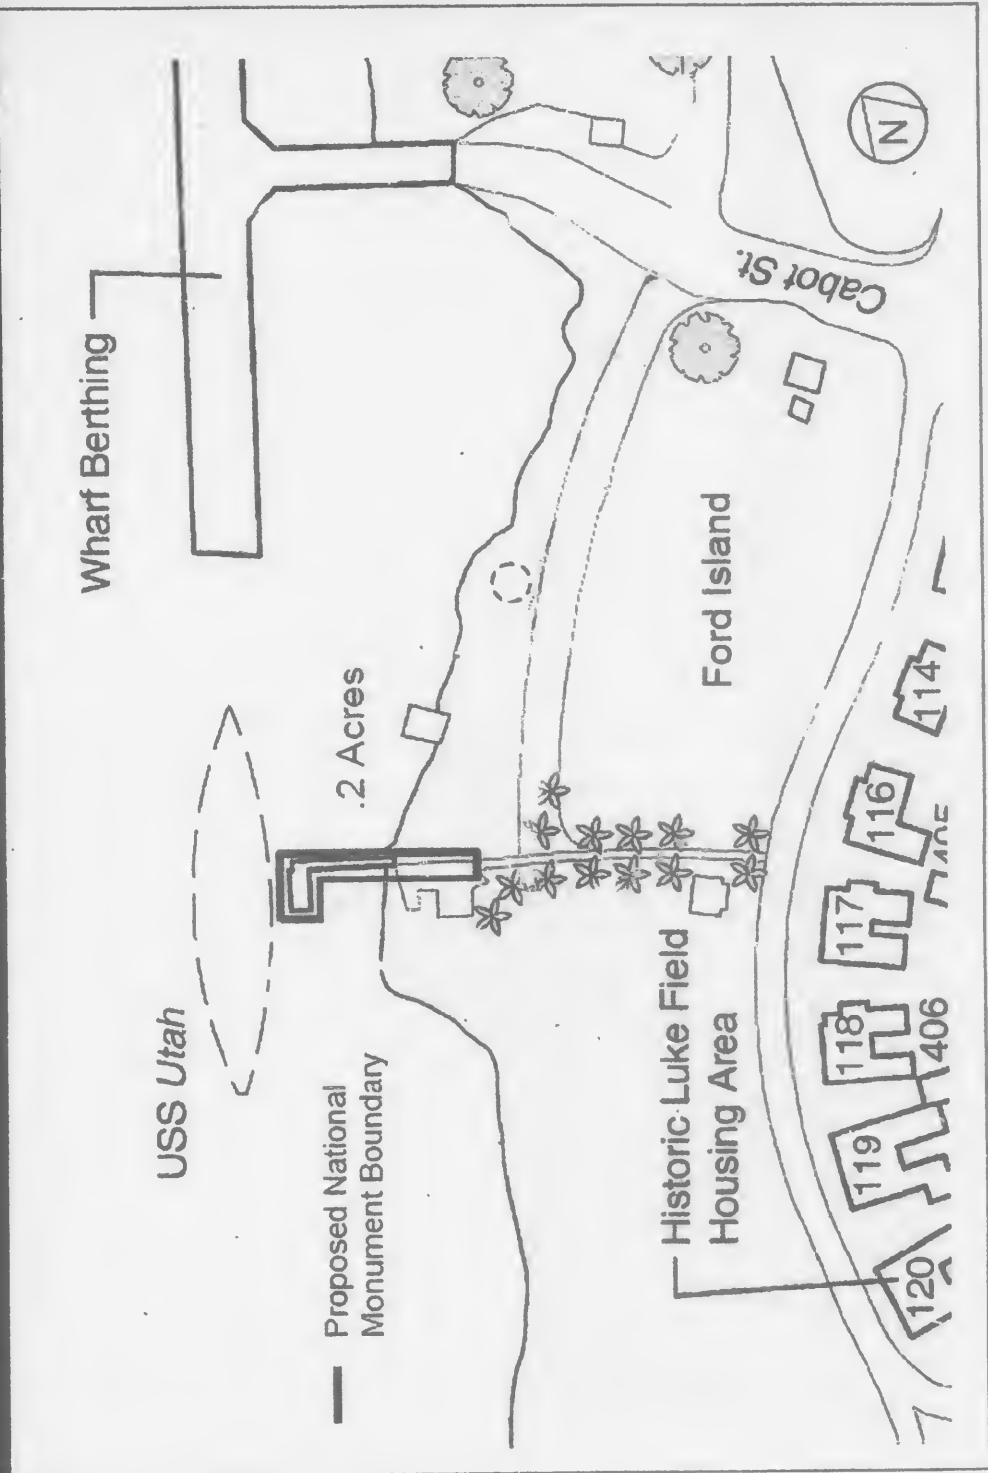 Wharf Berthing
USS Utah
.2 Acres
Proposed National
Monument Boundary
Ford Island
Cabot St.
N
Historic Luke Field
Housing Area
120
119
118
117
116
114
406